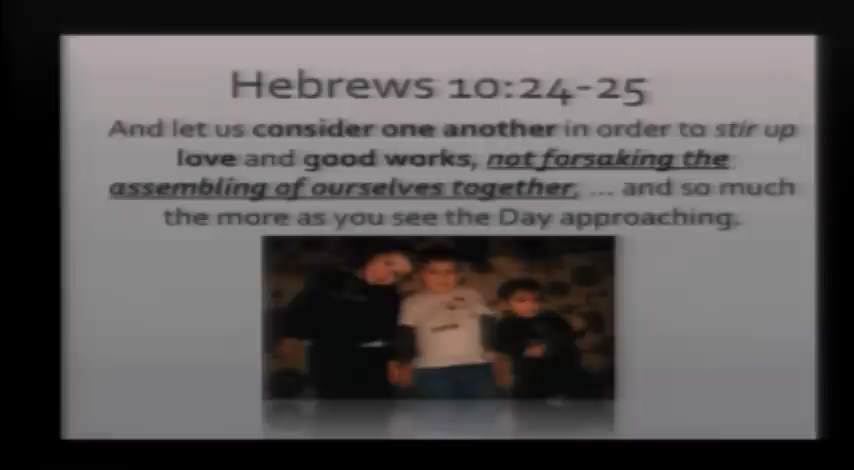 Hebrews 10:24-25
And let us consider one another in order to stir up
love and good works, not forsaking the
assembling of ourselves together, ... and so much
the more as you see the Day approaching.